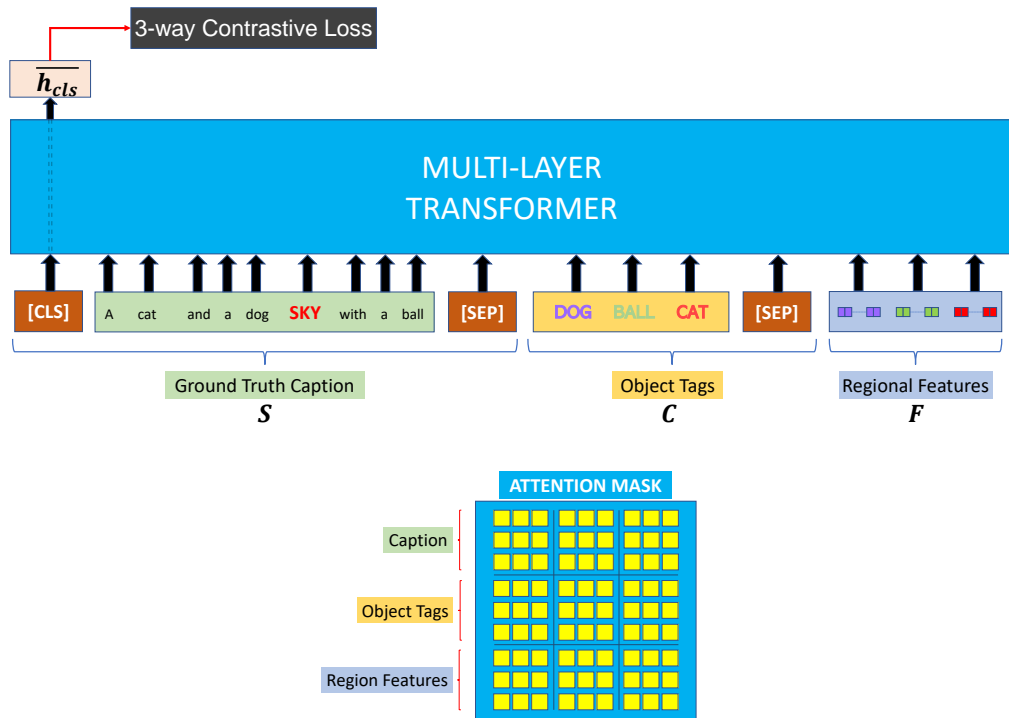 3-way Contrastive Loss
h_cls
MULTI-LAYER
TRANSFORMER
[CLS] A cat and a dog SKY with a ball [SEP] DOG BALL CAT [SEP]
Ground Truth Caption Object Tags Regional Features
S C F
ATTENTION MASK
Caption
Object Tags
Region Features